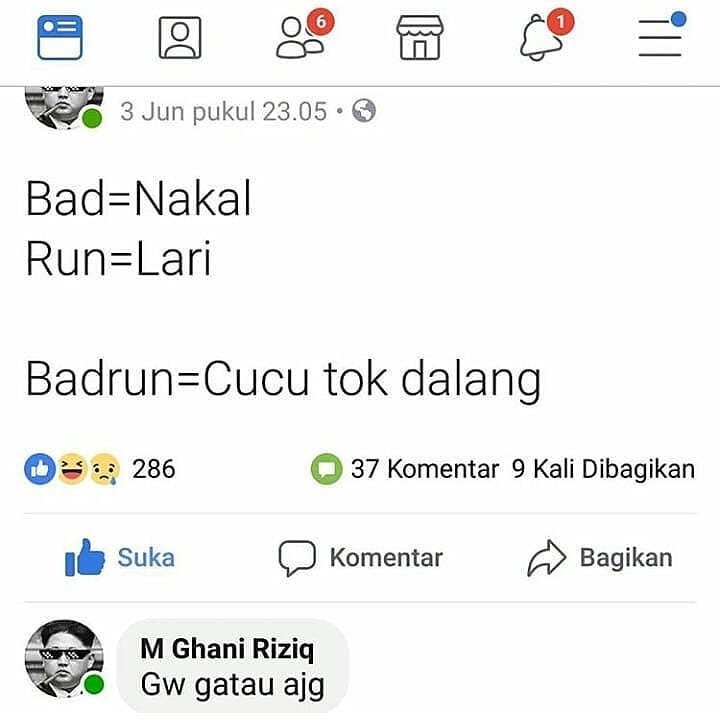 6
1
3 Jun pukul 23.05 •
Bad=Nakal
Run=Lari
Badrun=Cucu tok dalang
286 37 Komentar 9 Kali Dibagikan
Suka Komentar Bagikan
M Ghani Riziq
Gw gatau ajg